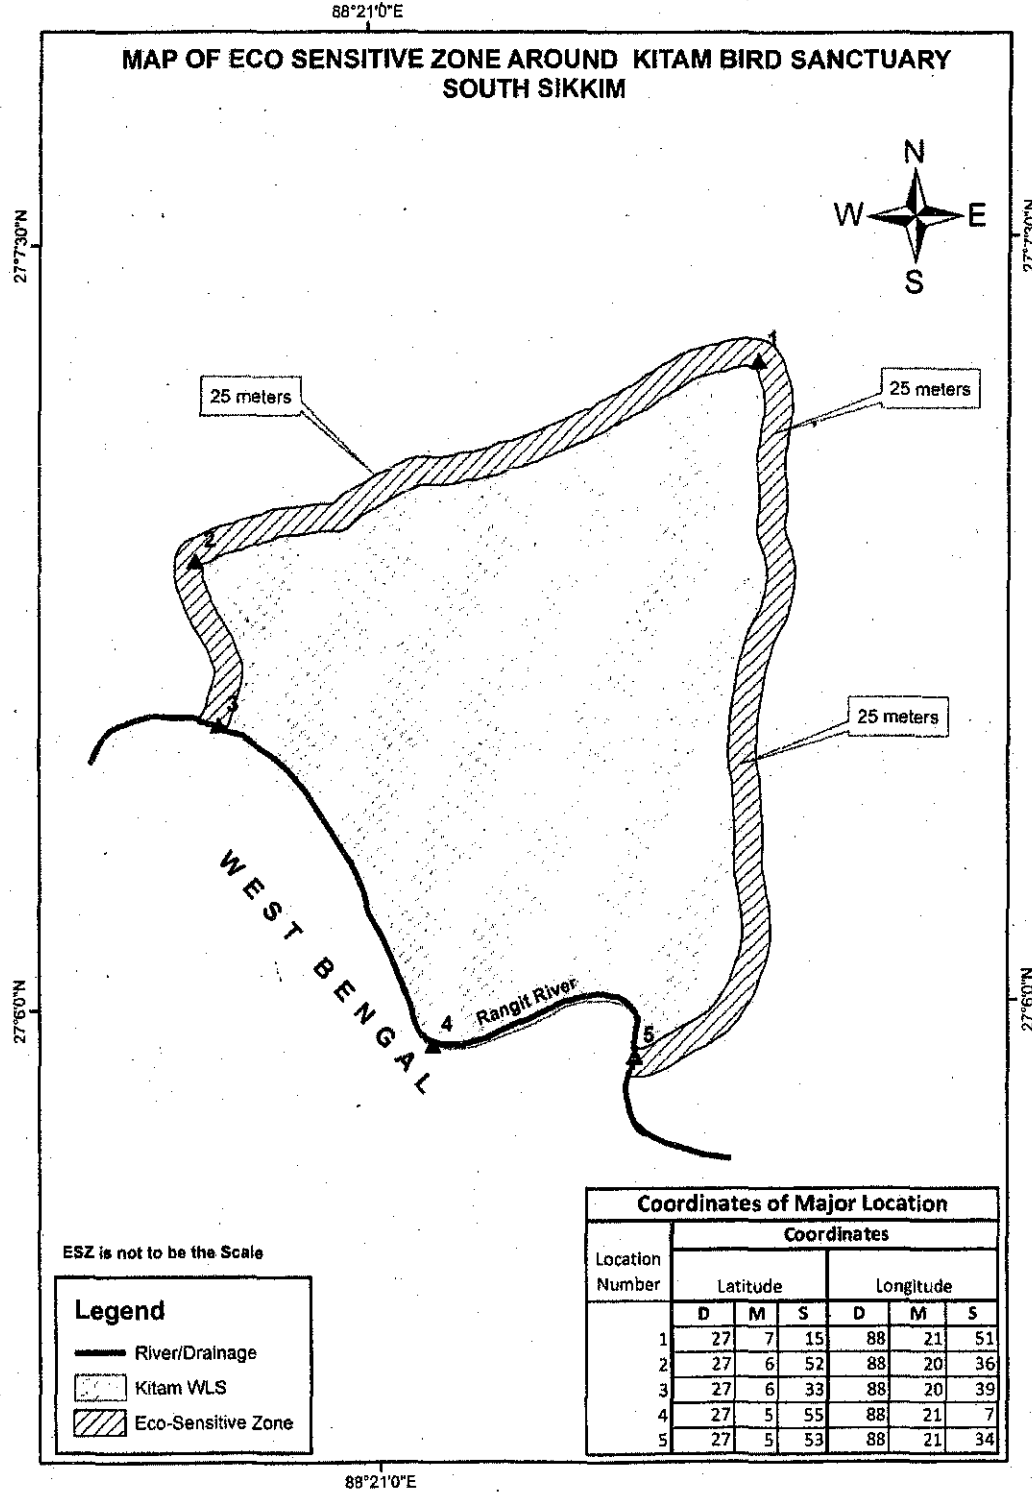 88°21'0"E
MAP OF ECO SENSITIVE ZONE AROUND KITAM BIRD SANCTUARY
SOUTH SIKKIM
N
W E
S
27°7'30"N
27°7'30"N
1
25 meters
25 meters
2
3
25 meters
WEST BENGAL
Rangit River
4
5
27°6'0"N
27°6'0"N
ESZ is not to be the Scale
Legend
River/Drainage
Kitam WLS
Eco-Sensitive Zone
Coordinates of Major Location
Location Number Coordinates
Latitude Longitude
D M S D M S
1 27 7 15 88 21 51
2 27 6 52 88 20 36
3 27 6 33 88 20 39
4 27 5 55 88 21 7
5 27 5 53 88 21 34
88°21'0"E